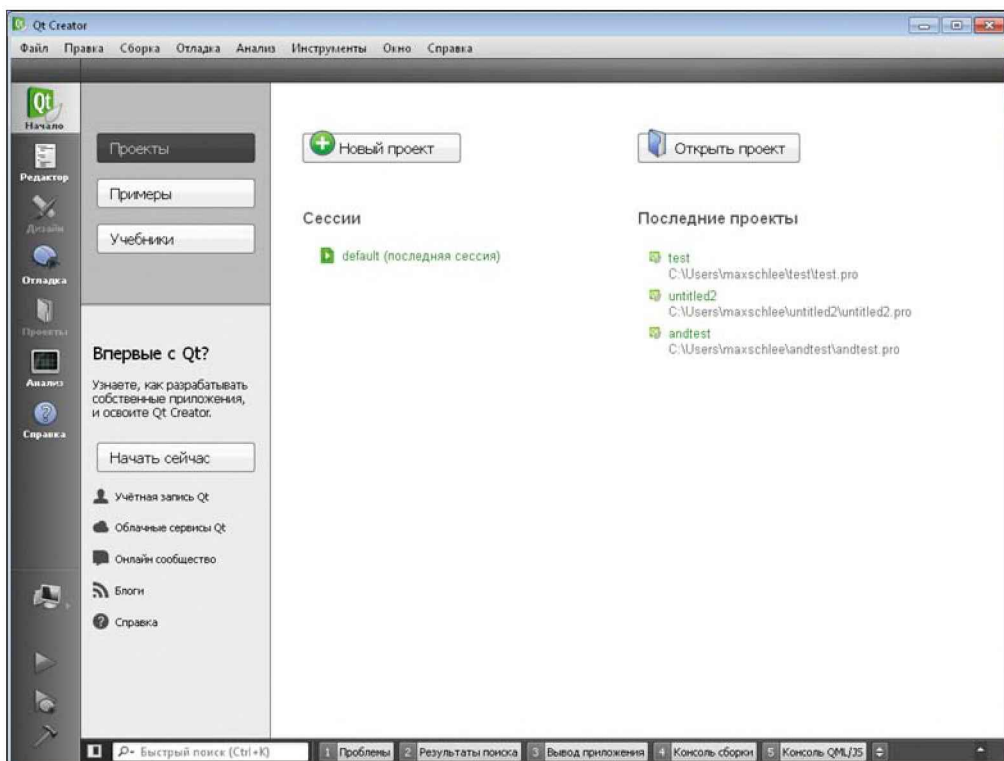 Qt Creator
Файл Правка Сборка Отладка Анализ Инструменты Окно Справка
Qt
Начало
Редактор
Дизайн
Отладка
Проекты
Анализ
Справка
Проекты
Примеры
Учебники
Впервые с Qt?
Узнаете, как разрабатывать
собственные приложения,
и освоите Qt Creator.
Начать сейчас
Учётная запись Qt
Облачные сервисы Qt
Онлайн сообщество
Блоги
Справка
Новый проект
Открыть проект
Сессии
default (последняя сессия)
Последние проекты
test
C:\Users\maxschlee\test\test.pro
untitled2
C:\Users\maxschlee\untitled2\untitled2.pro
andtest
C:\Users\maxschlee\andtest\andtest.pro
Быстрый поиск (Ctrl+K)
1 Проблемы 2 Результаты поиска 3 Вывод приложения 4 Консоль сборки 5 Консоль QML/JS